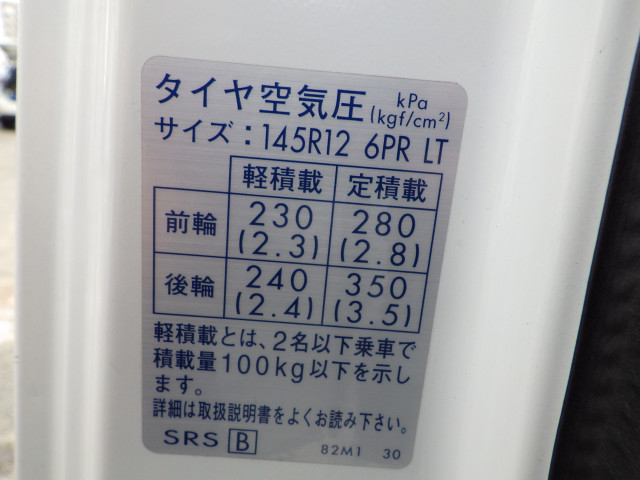 タイヤ空気圧 kPa (kgf/cm²)
サイズ：145R12 6PR LT
軽積載 定積載
前輪 230 (2.3) 280 (2.8)
後輪 240 (2.4) 350 (3.5)
軽積載とは、2名以下乗車で
積載量100kg以下を示し
ます。
詳細は取扱説明書をよくお読み下さい。
SRS B 82M1 30